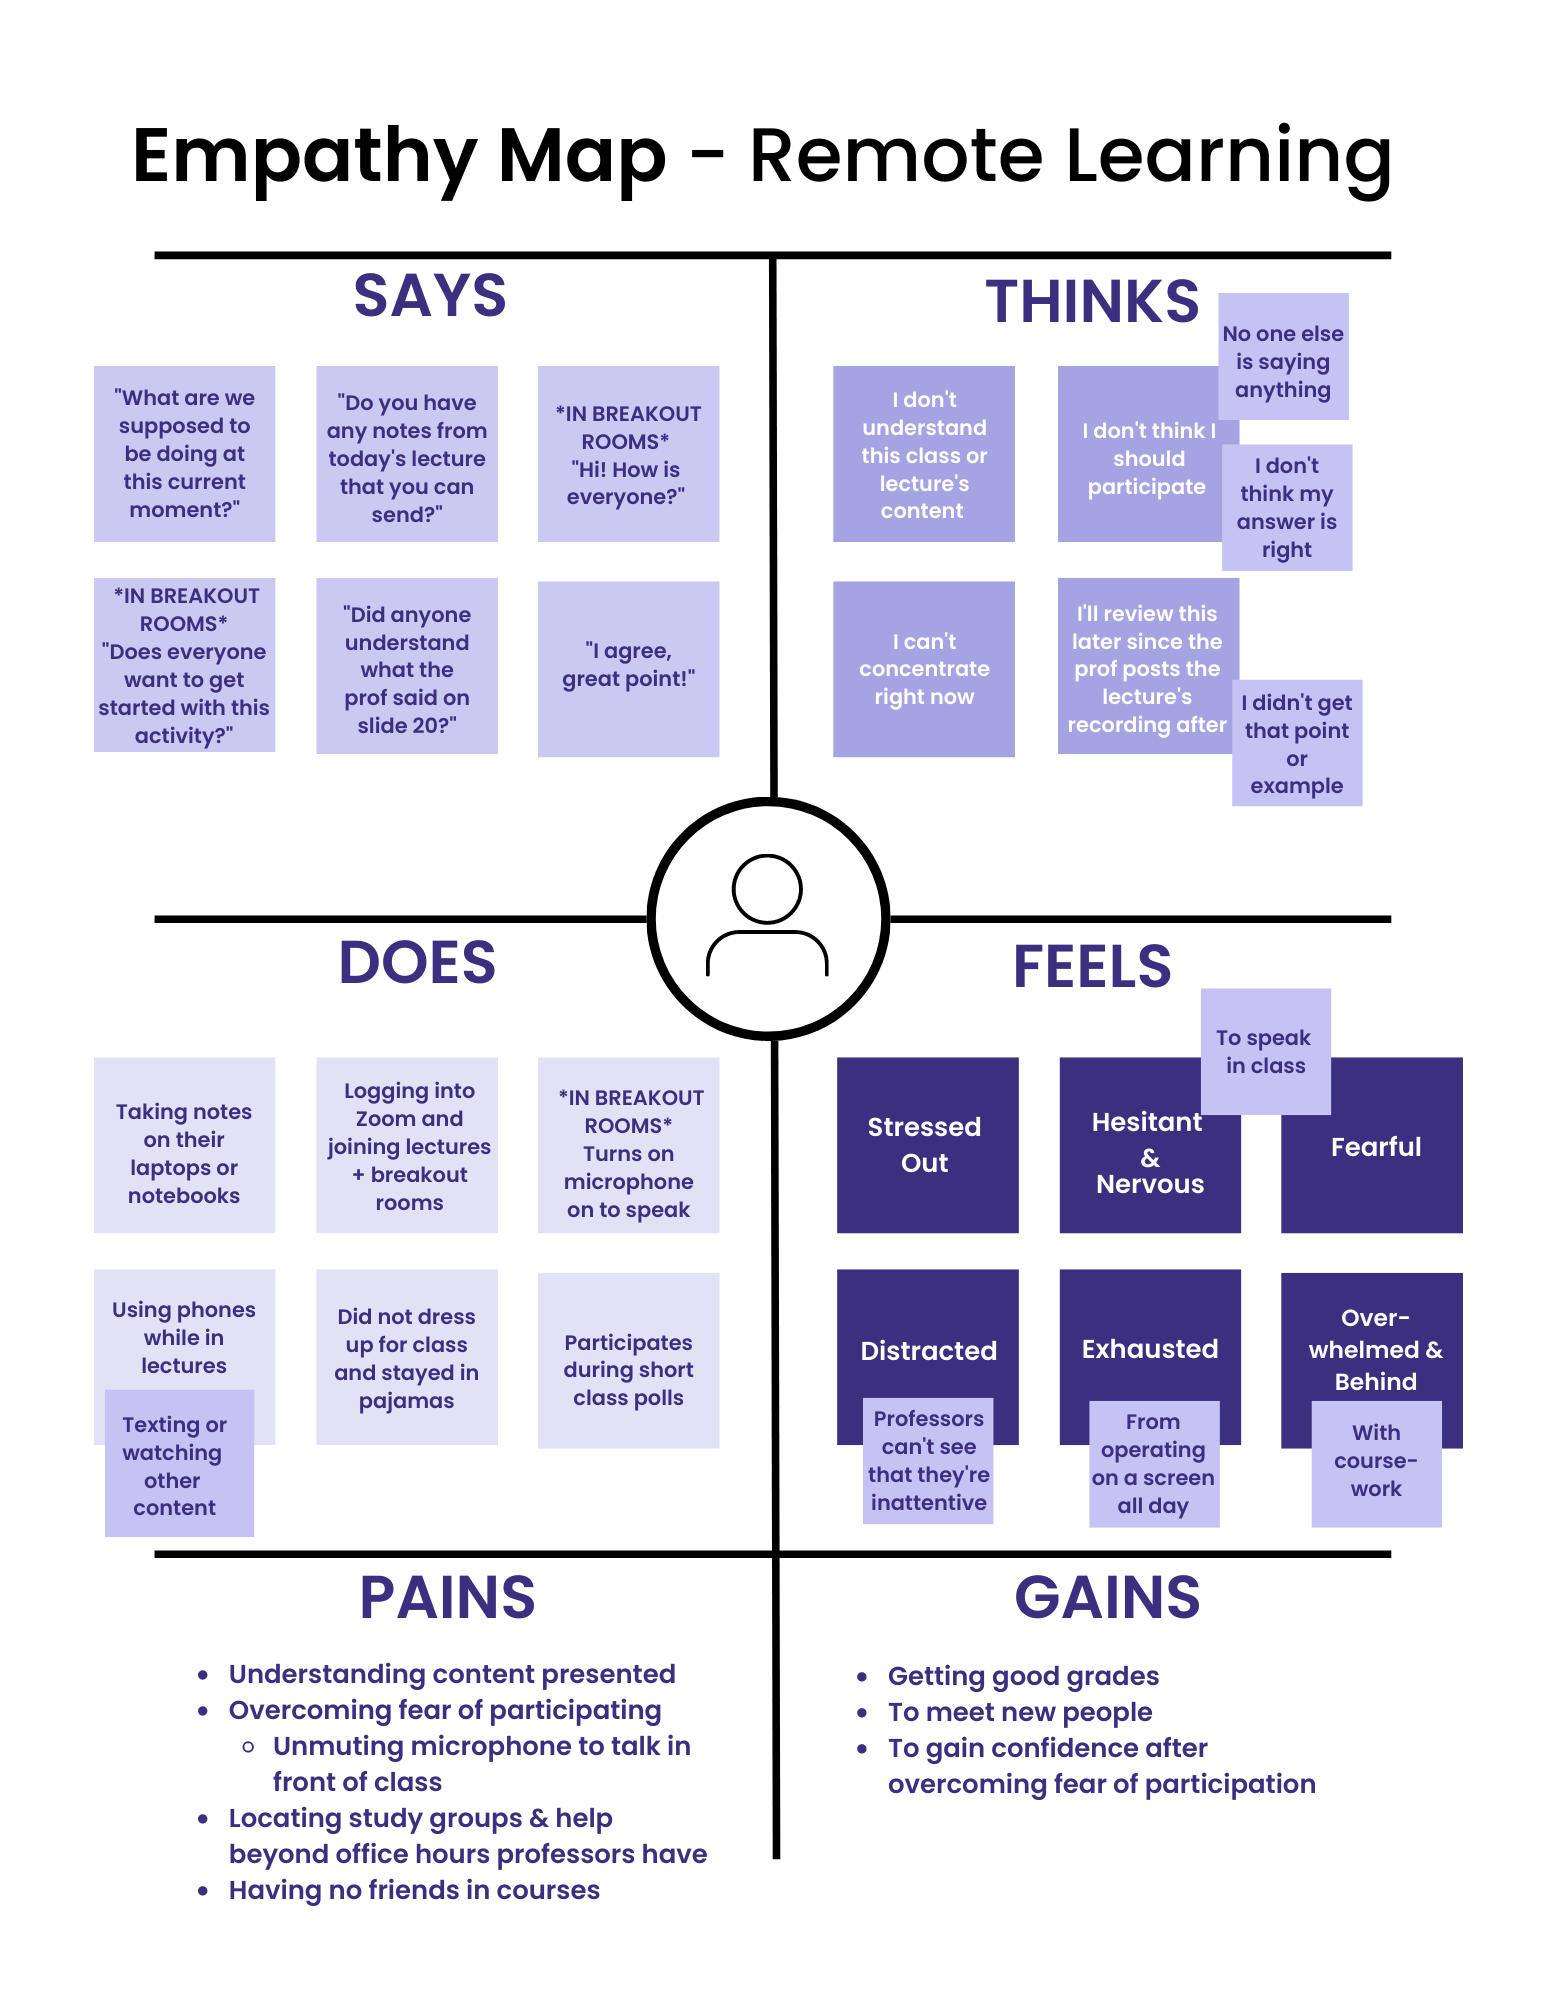 Empathy Map - Remote Learning
SAYS
"What are we
supposed to
be doing at
this current
moment?"
"Do you have
any notes from
today's lecture
that you can
send?"
*IN BREAKOUT
ROOMS*
"Hi! How is
everyone?"
*IN BREAKOUT
ROOMS*
"Does everyone
want to get
started with this
activity?"
"Did anyone
understand
what the
prof said on
slide 20?"
"I agree,
great point!"
THINKS
I don't
understand
this class or
lecture's
content
I don't think I
should
participate
No one else
is saying
anything
I don't
think my
answer is
right
I can't
concentrate
right now
I'll review this
later since the
prof posts the
lecture's
recording after
I didn't get
that point
or
example
DOES
Taking notes
on their
laptops or
notebooks
Logging into
Zoom and
joining lectures
+ breakout
rooms
*IN BREAKOUT
ROOMS*
Turns on
microphone
on to speak
Using phones
while in
lectures
Texting or
watching
other
content
Did not dress
up for class
and stayed in
pajamas
Participates
during short
class polls
FEELS
Stressed
Out
Hesitant
&
Nervous
To speak
in class
Fearful
Distracted
Professors
can't see
that they're
inattentive
Exhausted
From
operating
on a screen
all day
Over-
whelmed &
Behind
With
course-
work
PAINS
• Understanding content presented
• Overcoming fear of participating
◦ Unmuting microphone to talk in
front of class
• Locating study groups & help
beyond office hours professors have
• Having no friends in courses
GAINS
• Getting good grades
• To meet new people
• To gain confidence after
overcoming fear of participation